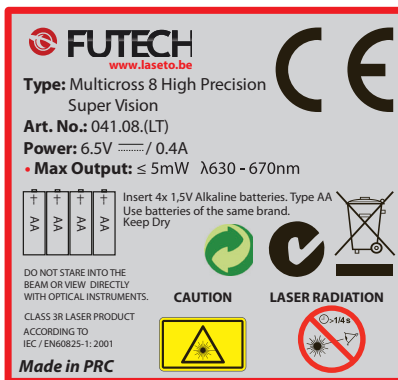 FUTECH
www.laseto.be
CE
Type: Multicross 8 High Precision
Super Vision
Art. No.: 041.08.(LT)
Power: 6.5V ⎓/ 0.4A
• Max Output: ≤ 5mW λ630 - 670nm
AA AA AA AA
Insert 4x 1,5V Alkaline batteries. Type AA
Use batteries of the same brand.
Keep Dry
DO NOT STARE INTO THE
BEAM OR VIEW DIRECTLY
WITH OPTICAL INSTRUMENTS.
CAUTION
LASER RADIATION
CLASS 3R LASER PRODUCT
ACCORDING TO
IEC / EN60825-1: 2001
>1/4 s
Made in PRC